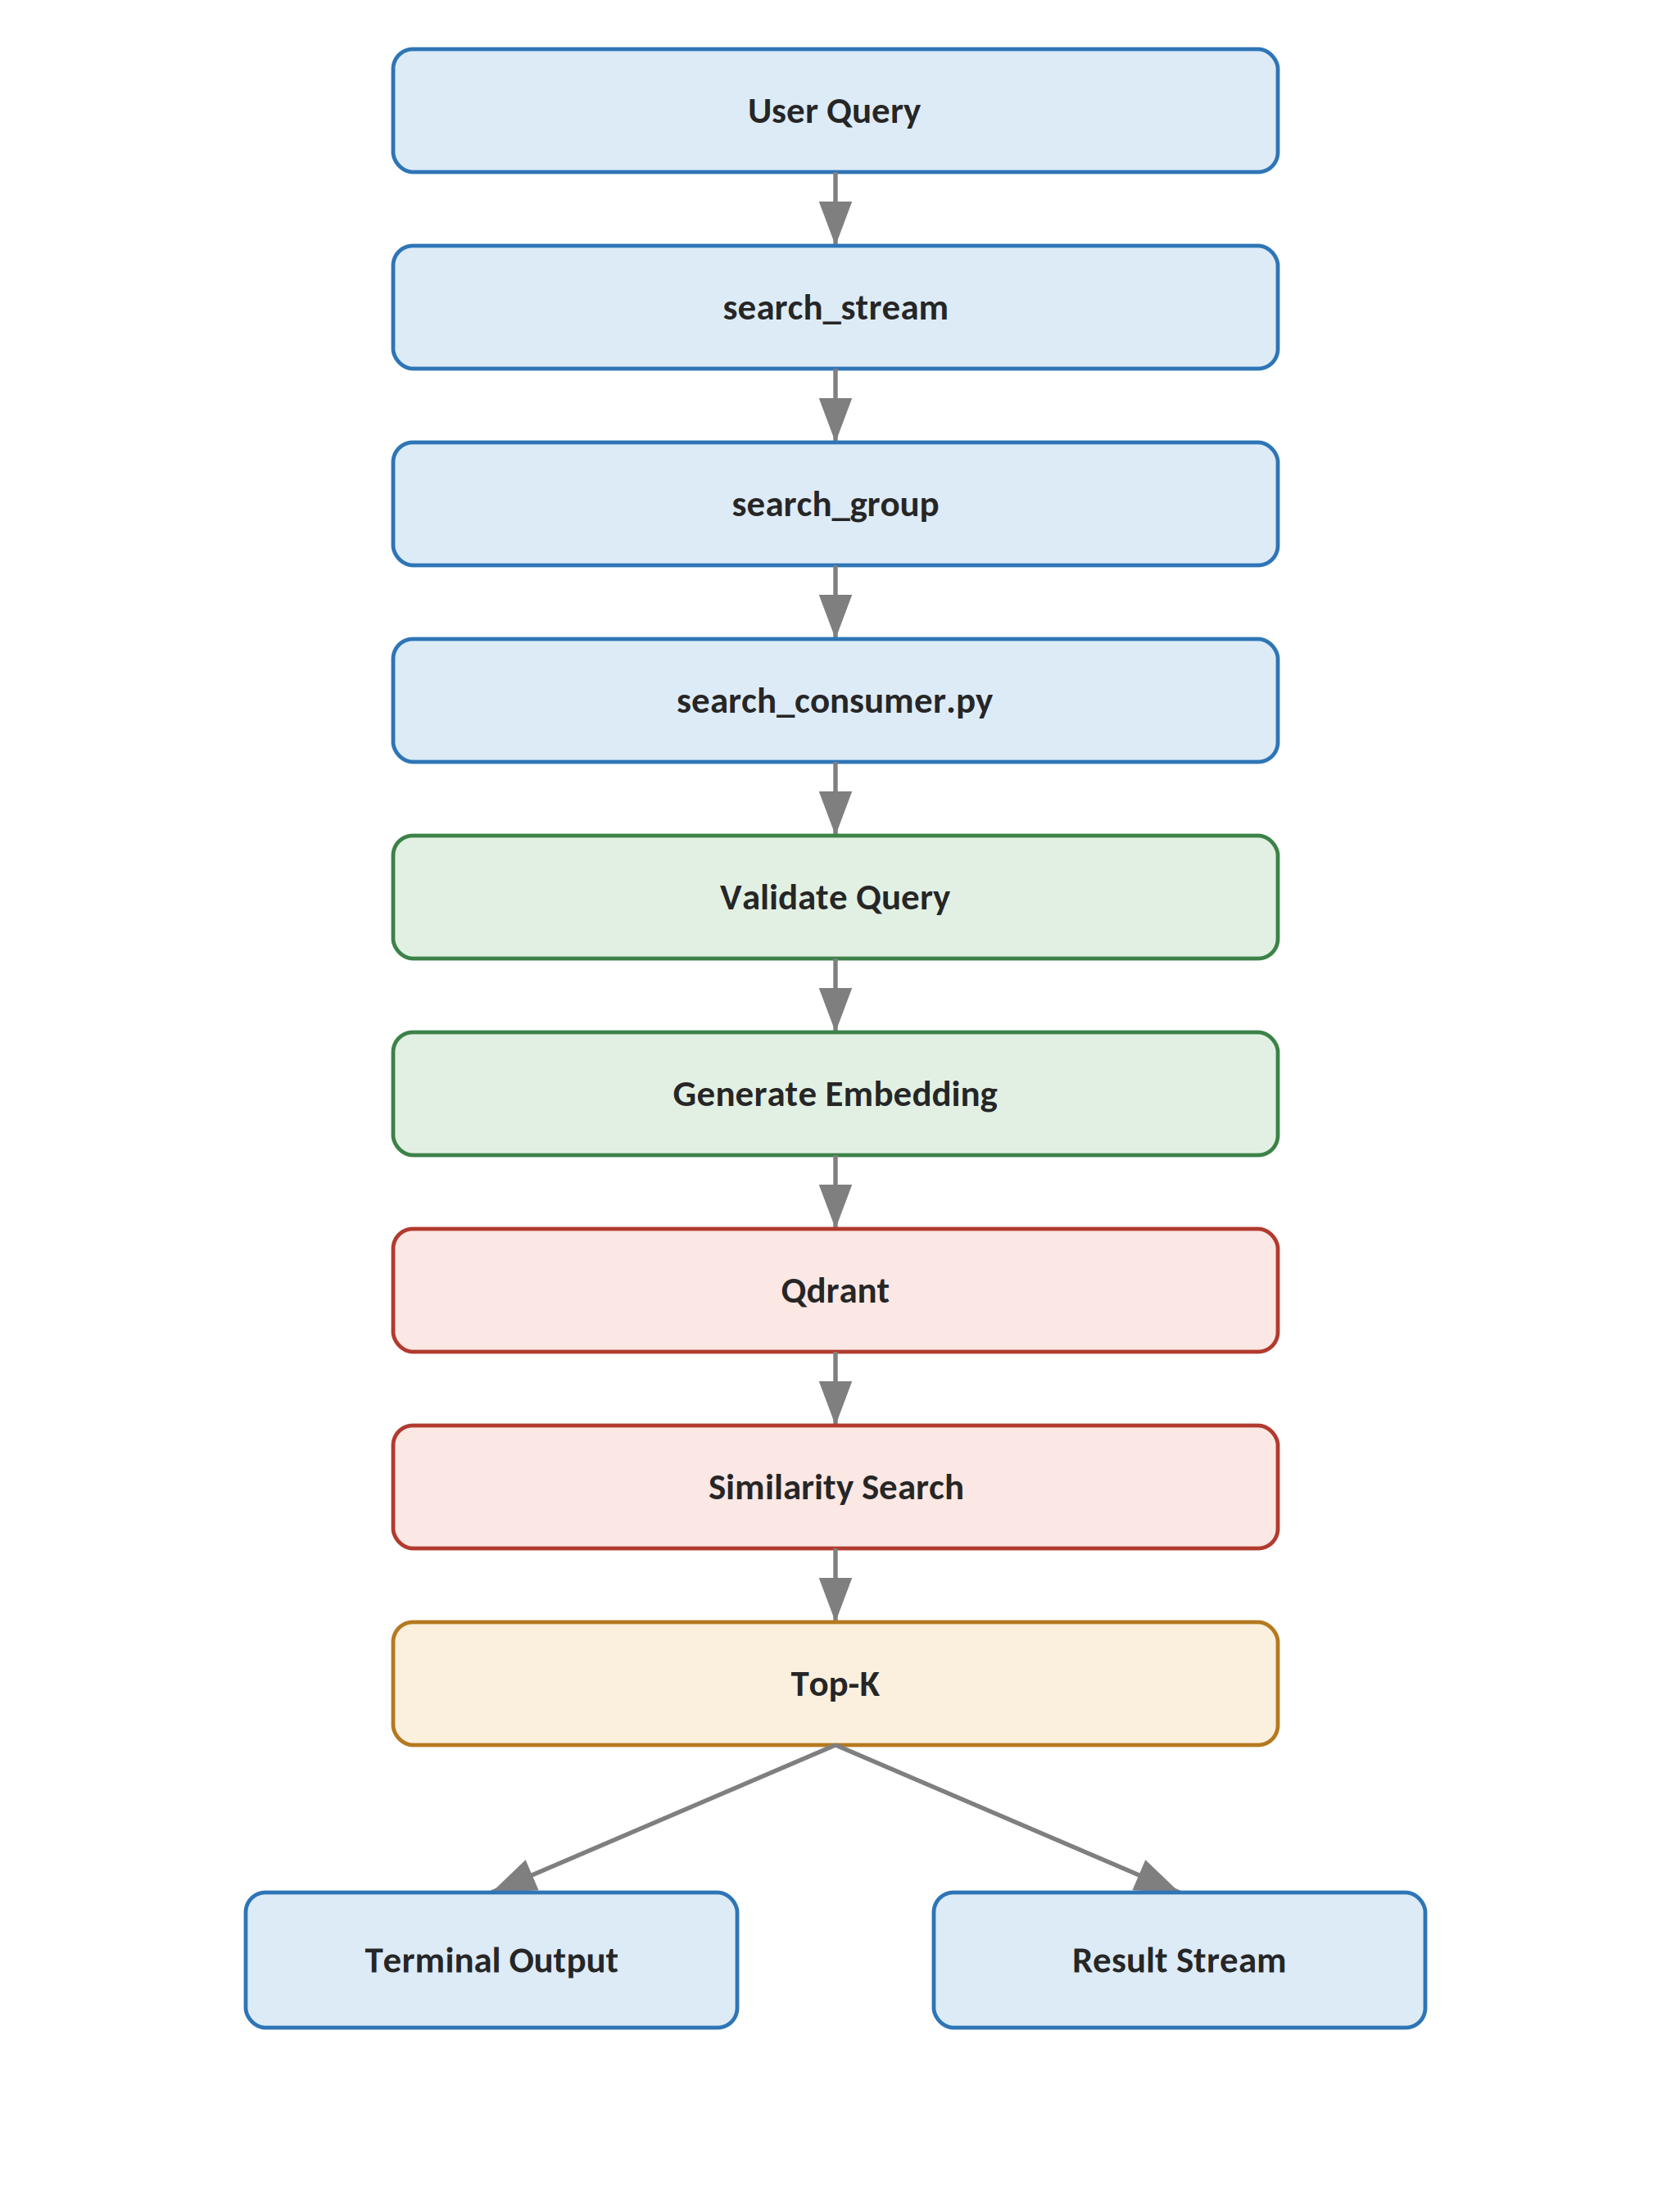 User Query
search_stream
search_group
search_consumer.py
Validate Query
Generate Embedding
Qdrant
Similarity Search
Top-K
Terminal Output
Result Stream